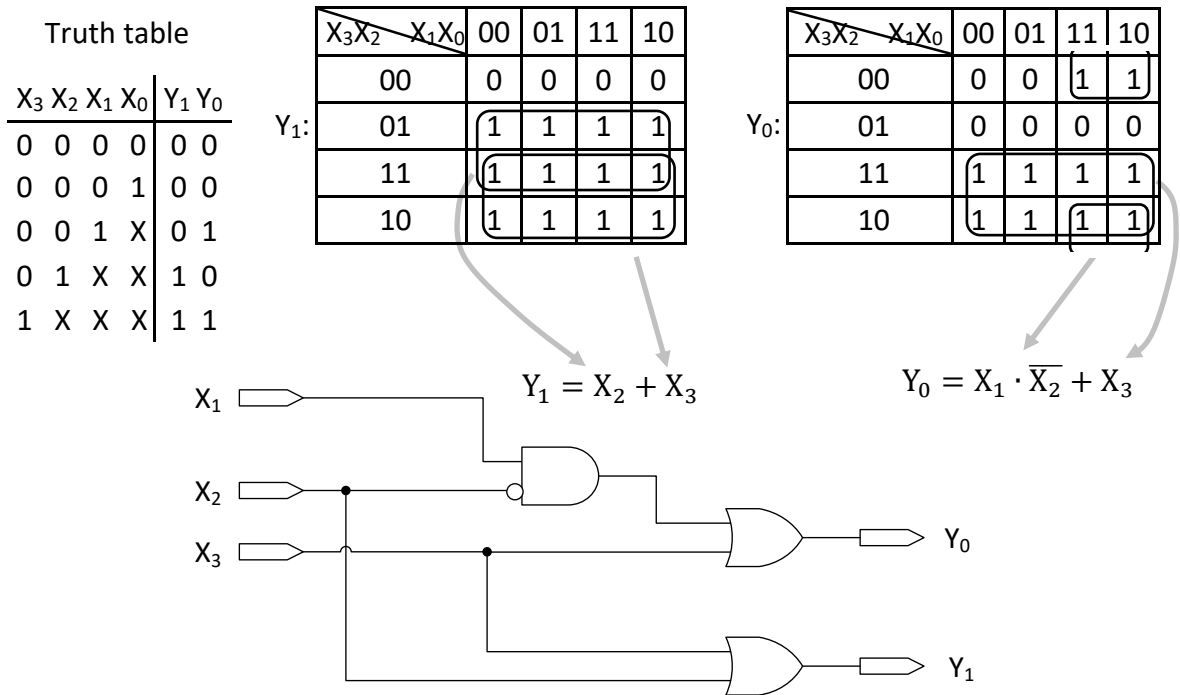 Truth table
X₃ X₂ X₁ X₀ Y₁ Y₀
0 0 0 0 0 0
0 0 0 1 0 0
0 0 1 X 0 1
0 1 X X 1 0
1 X X X 1 1
Y₁:
X₃X₂ X₁X₀ 00 01 11 10
00 0 0 0 0
01 1 1 1 1
11 1 1 1 1
10 1 1 1 1
Y₀:
X₃X₂ X₁X₀ 00 01 11 10
00 0 0 1 1
01 0 0 0 0
11 1 1 1 1
10 1 1 1 1
Y₁ = X₂ + X₃
Y₀ = X₁ · X̅₂ + X₃
X₁
X₂
X₃
Y₀
Y₁